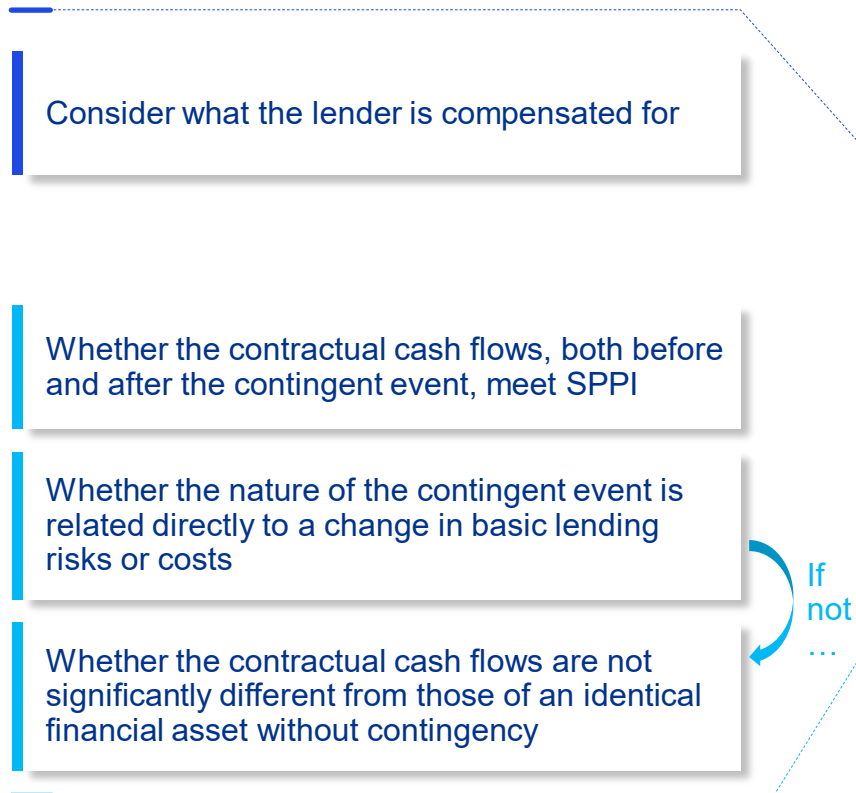 Consider what the lender is compensated for
Whether the contractual cash flows, both before
and after the contingent event, meet SPPI
Whether the nature of the contingent event is
related directly to a change in basic lending
risks or costs
If
not
…
Whether the contractual cash flows are not
significantly different from those of an identical
financial asset without contingency